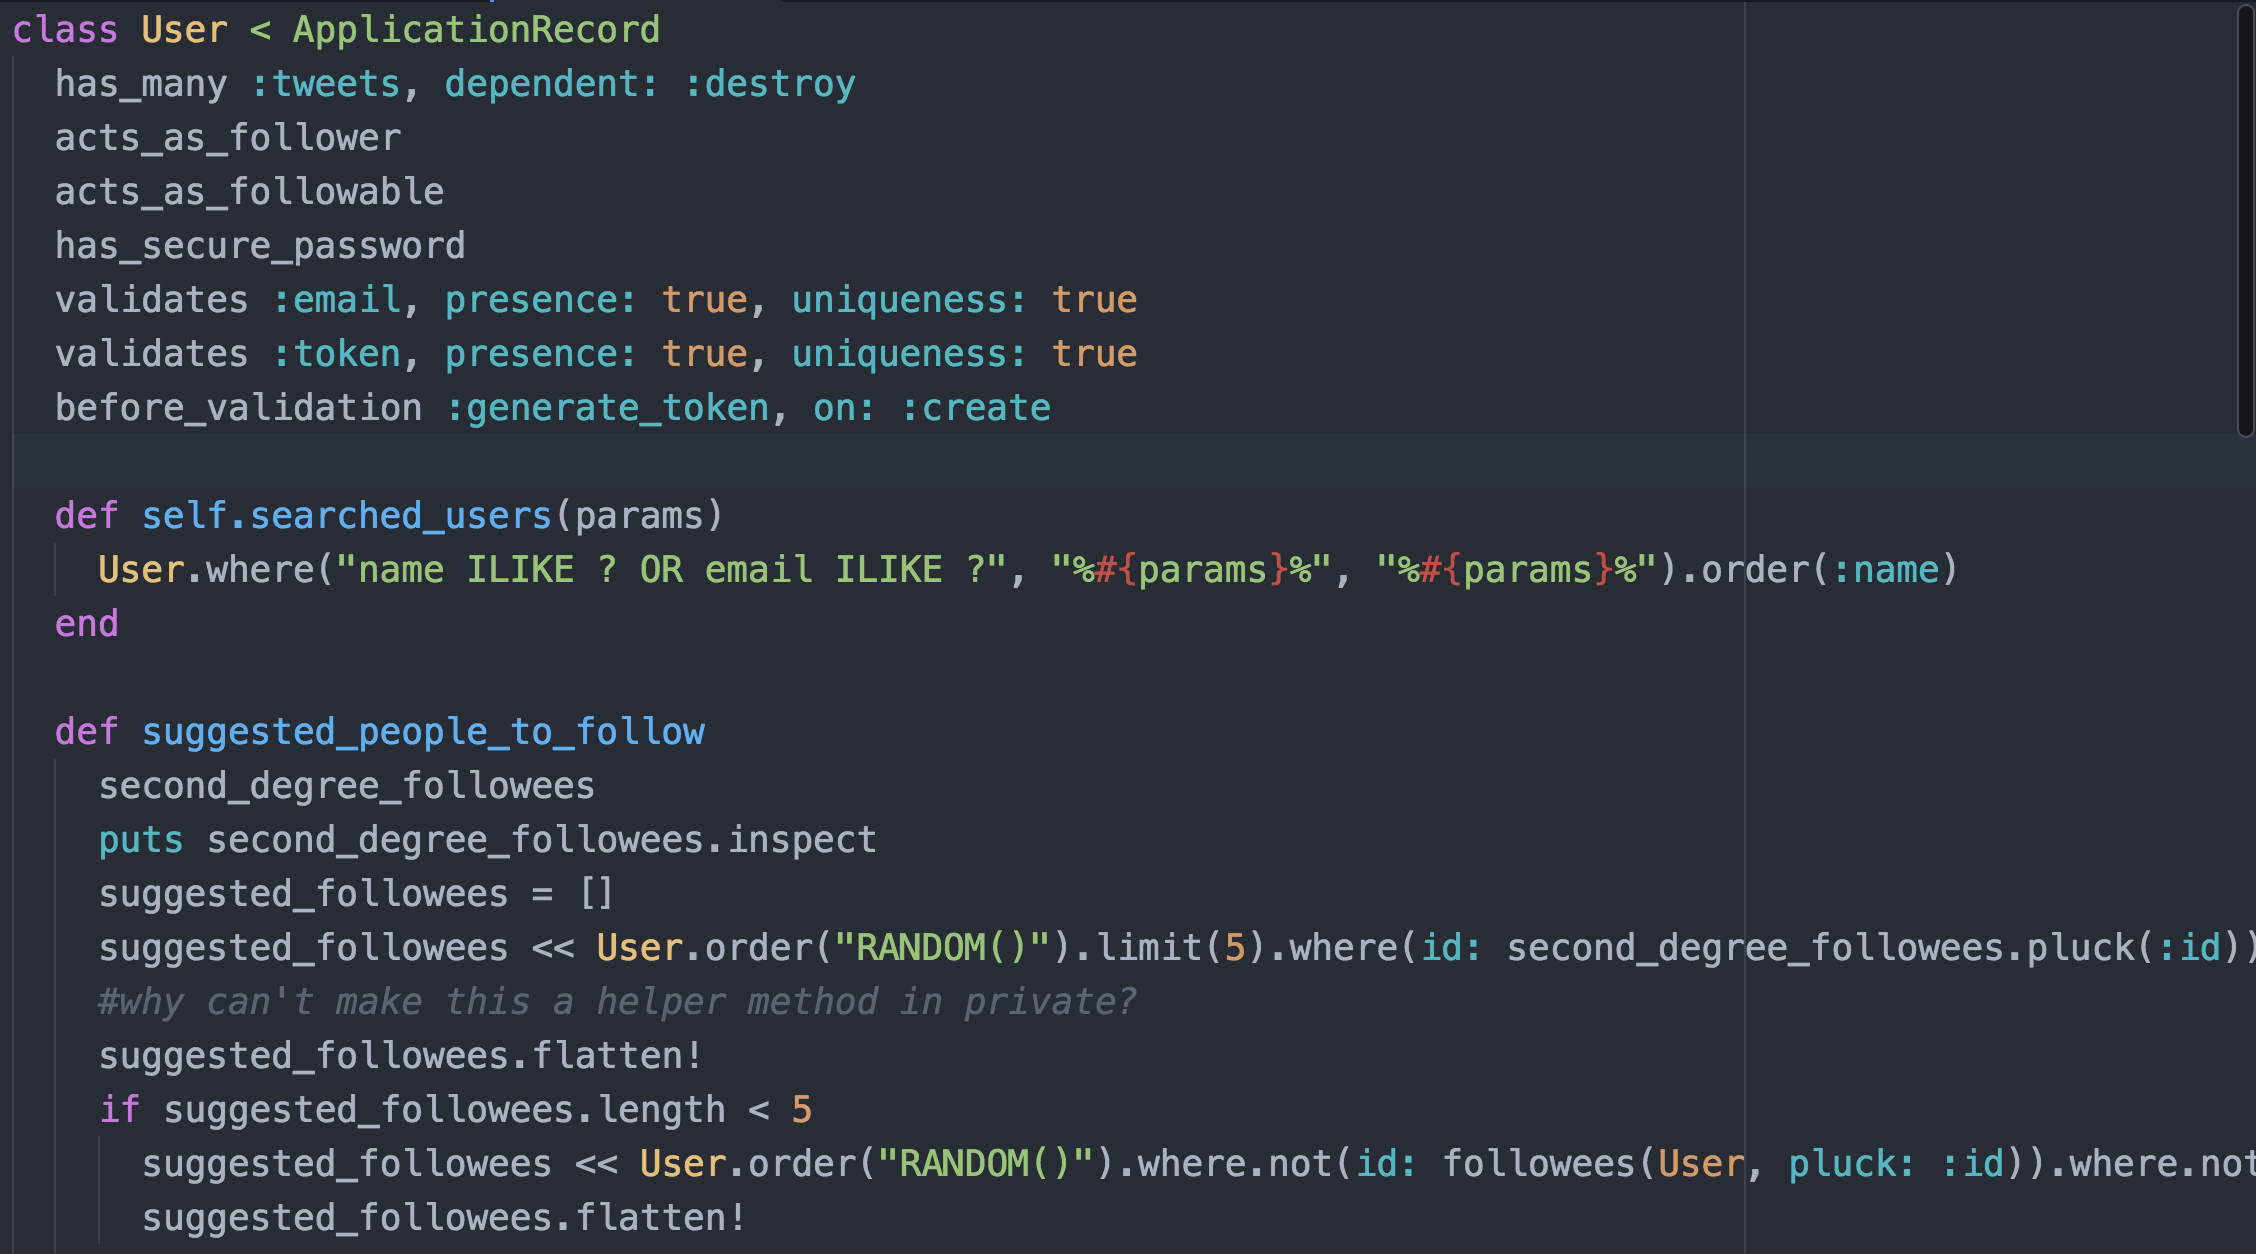 class User < ApplicationRecord
  has_many :tweets, dependent: :destroy
  acts_as_follower
  acts_as_followable
  has_secure_password
  validates :email, presence: true, uniqueness: true
  validates :token, presence: true, uniqueness: true
  before_validation :generate_token, on: :create

  def self.searched_users(params)
    User.where("name ILIKE ? OR email ILIKE ?", "%#{params}%", "%#{params}%").order(:name)
  end

  def suggested_people_to_follow
    second_degree_followees
    puts second_degree_followees.inspect
    suggested_followees = []
    suggested_followees << User.order("RANDOM()").limit(5).where(id: second_degree_followees.pluck(:id))
    #why can't make this a helper method in private?
    suggested_followees.flatten!
    if suggested_followees.length < 5
      suggested_followees << User.order("RANDOM()").where.not(id: followees(User, pluck: :id)).where.not
      suggested_followees.flatten!